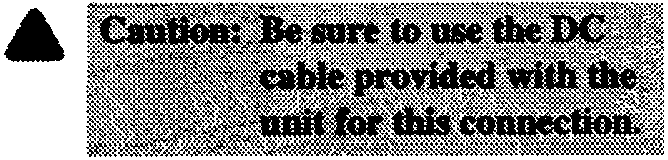 Caution: Be sure to use the DC
cable provided with the
unit for this connection.